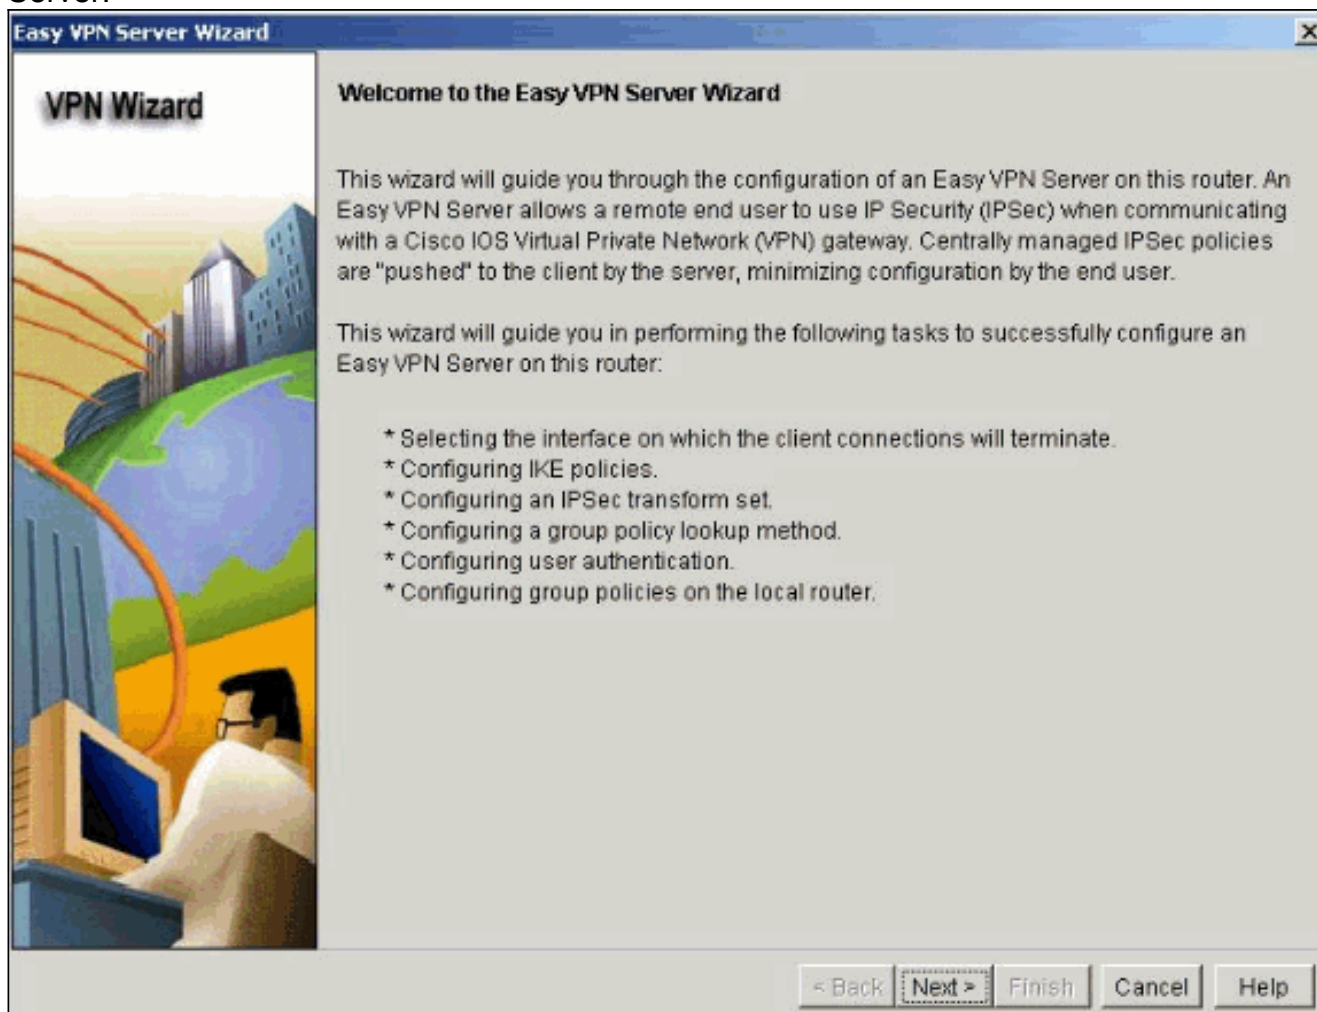 Server.
Easy VPN Server Wizard
VPN Wizard
Welcome to the Easy VPN Server Wizard
This wizard will guide you through the configuration of an Easy VPN Server on this router. An
Easy VPN Server allows a remote end user to use IP Security (IPSec) when communicating
with a Cisco IOS Virtual Private Network (VPN) gateway. Centrally managed IPSec policies
are "pushed" to the client by the server, minimizing configuration by the end user.
This wizard will guide you in performing the following tasks to successfully configure an
Easy VPN Server on this router:
* Selecting the interface on which the client connections will terminate.
* Configuring IKE policies.
* Configuring an IPSec transform set.
* Configuring a group policy lookup method.
* Configuring user authentication.
* Configuring group policies on the local router.
< Back Next > Finish Cancel Help